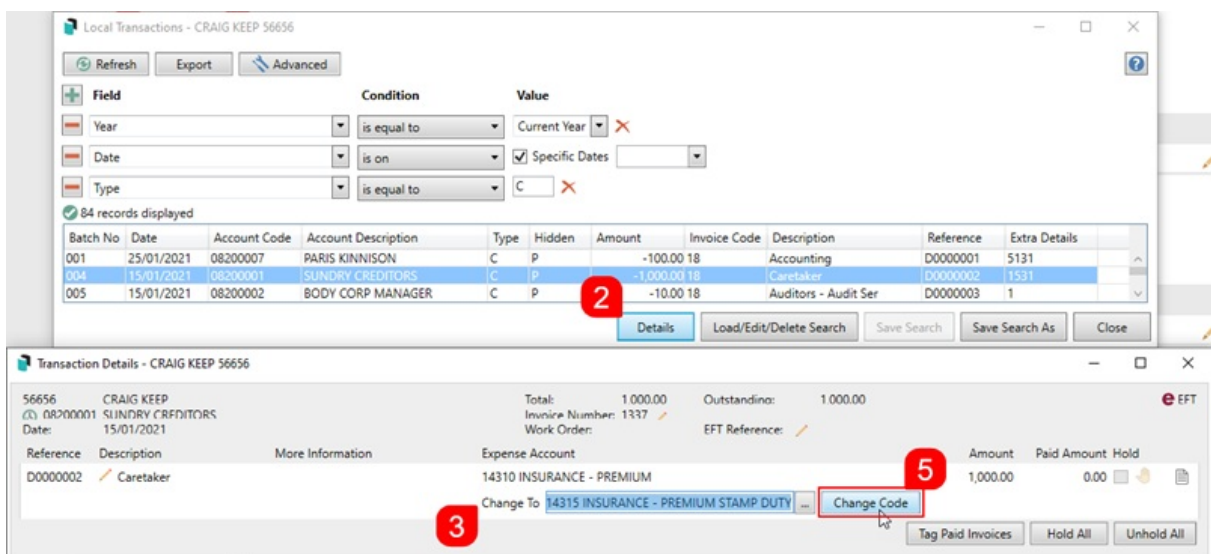 Local Transactions - CRAIG KEEP 56656
Refresh Export Advanced
Field Condition Value
Year is equal to Current Year
Date is on Specific Dates
Type is equal to C
84 records displayed
Batch No Date Account Code Account Description Type Hidden Amount Invoice Code Description Reference Extra Details
001 25/01/2021 08200007 PARIS KINNISON C P -100.00 18 Accounting D0000001 5131
004 15/01/2021 08200001 SUNDRY CREDITORS C P -1,000.00 18 Caretaker D0000002 1531
005 15/01/2021 08200002 BODY CORP MANAGER C P -10.00 18 Auditors - Audit Ser D0000003 1
2
Details Load/Edit/Delete Search Save Search Save Search As Close
Transaction Details - CRAIG KEEP 56656
56656 CRAIG KEEP Total: 1,000.00 Outstanding: 1,000.00 e EFT
08200001 SUNDRY CREDITORS Invoice Number: 1337
Date: 15/01/2021 Work Order: EFT Reference:
Reference Description More Information Expense Account Amount Paid Amount Hold
D0000002 Caretaker 14310 INSURANCE - PREMIUM 1,000.00 0.00
5
Change To 14315 INSURANCE - PREMIUM STAMP DUTY ... Change Code
3
Tag Paid Invoices Hold All Unhold All